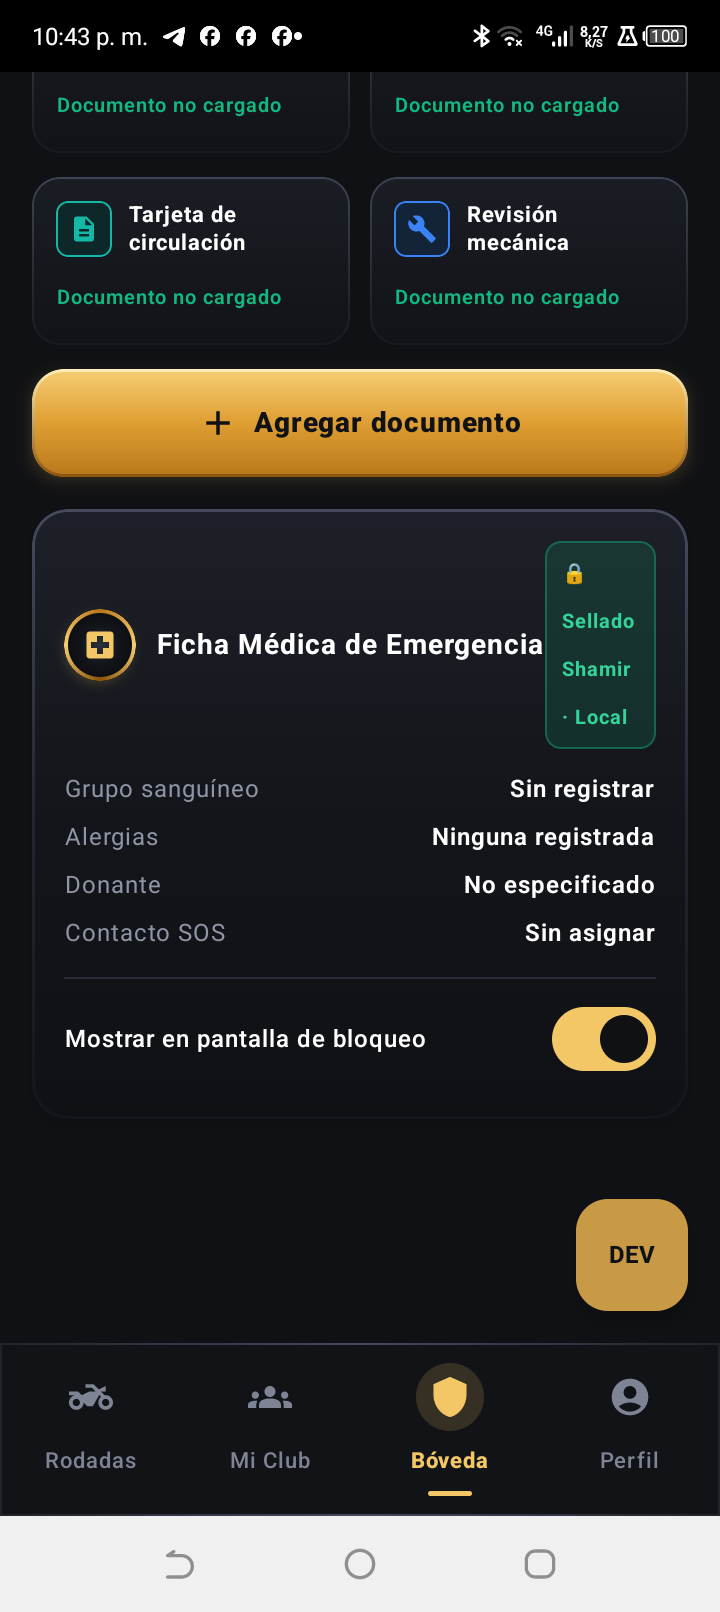 10:43 p. m.
4G
8,27
K/S
100
Documento no cargado
Documento no cargado
Tarjeta de
circulación
Revisión
mecánica
Documento no cargado
Documento no cargado
+ Agregar documento
Ficha Médica de Emergencia
🔒
Sellado
Shamir
· Local
Grupo sanguíneo
Sin registrar
Alergias
Ninguna registrada
Donante
No especificado
Contacto SOS
Sin asignar
Mostrar en pantalla de bloqueo
DEV
Rodadas
Mi Club
Bóveda
Perfil